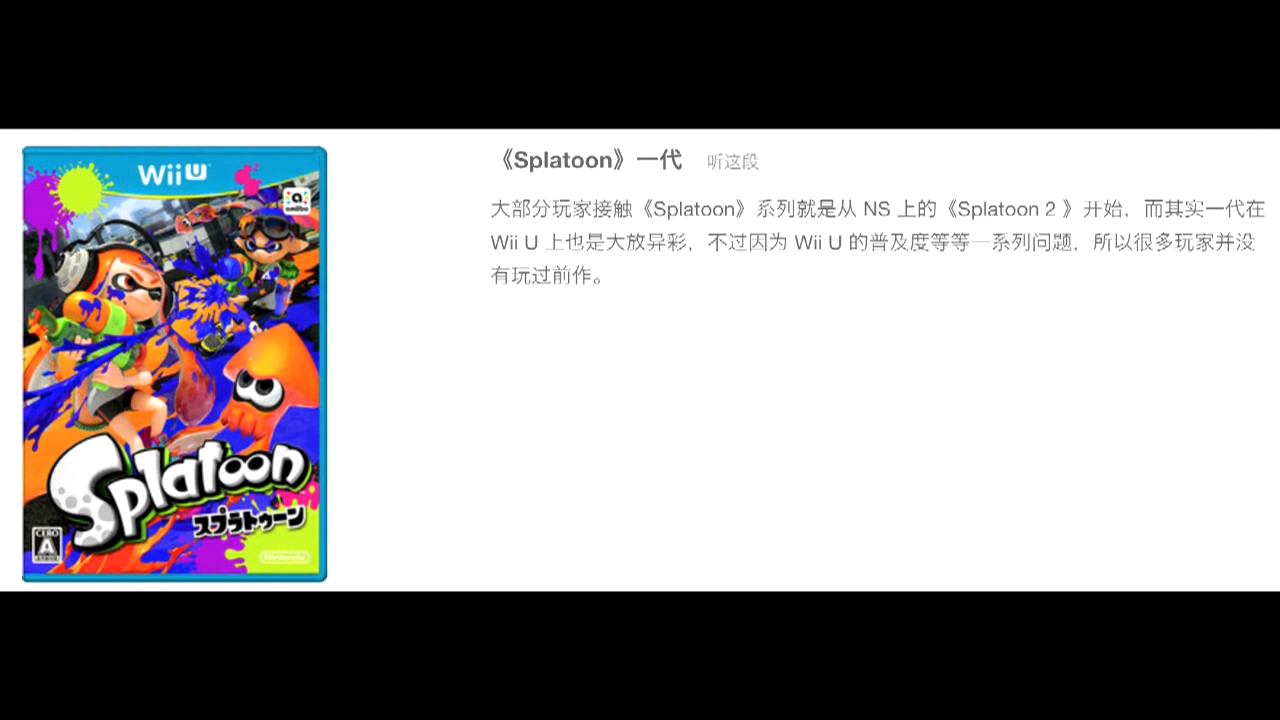 Wii U
amiibo
Splatoon
スプラトゥーン
CERO
A
Nintendo
《Splatoon》一代 听这段
大部分玩家接触《Splatoon》系列就是从 NS 上的《Splatoon 2 》开始，而其实一代在
Wii U 上也是大放异彩，不过因为 Wii U 的普及度等等一系列问题，所以很多玩家并没
有玩过前作。